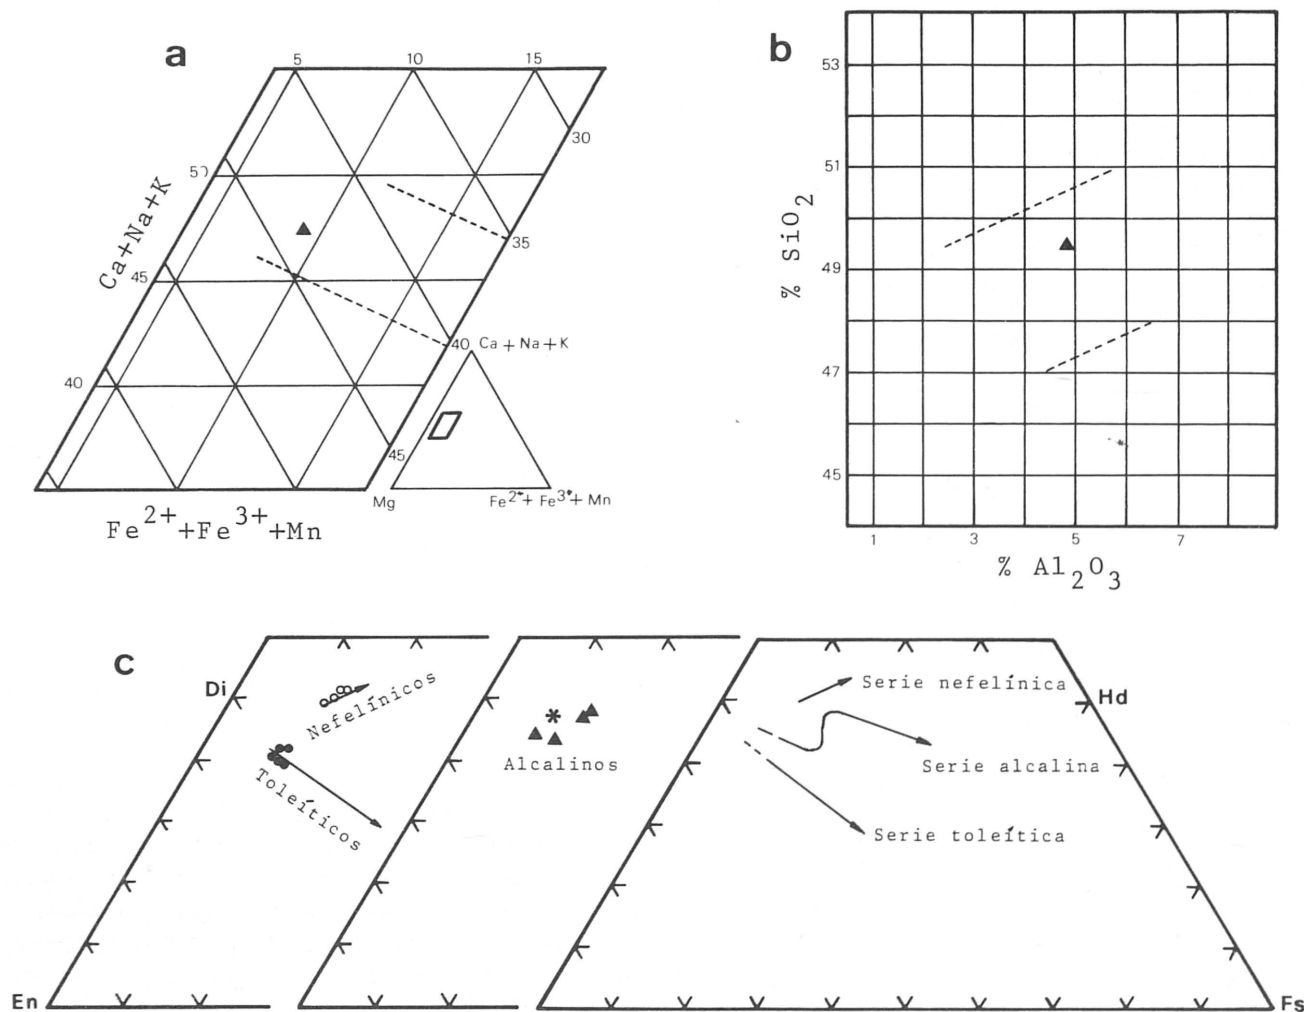 a
5 10 15
30
50
35
45
40
40
45
Ca+Na+K
Fe2++Fe3++Mn
Ca+Na+K
Mg
Fe2++Fe3++Mn
b
53
51
49
47
45
% SiO2
1 3 5 7
% Al2O3
c
Di
En
Nefelínicos
Toleíticos
Alcalinos
Serie nefelínica
Hd
Serie alcalina
Serie toleítica
Fs